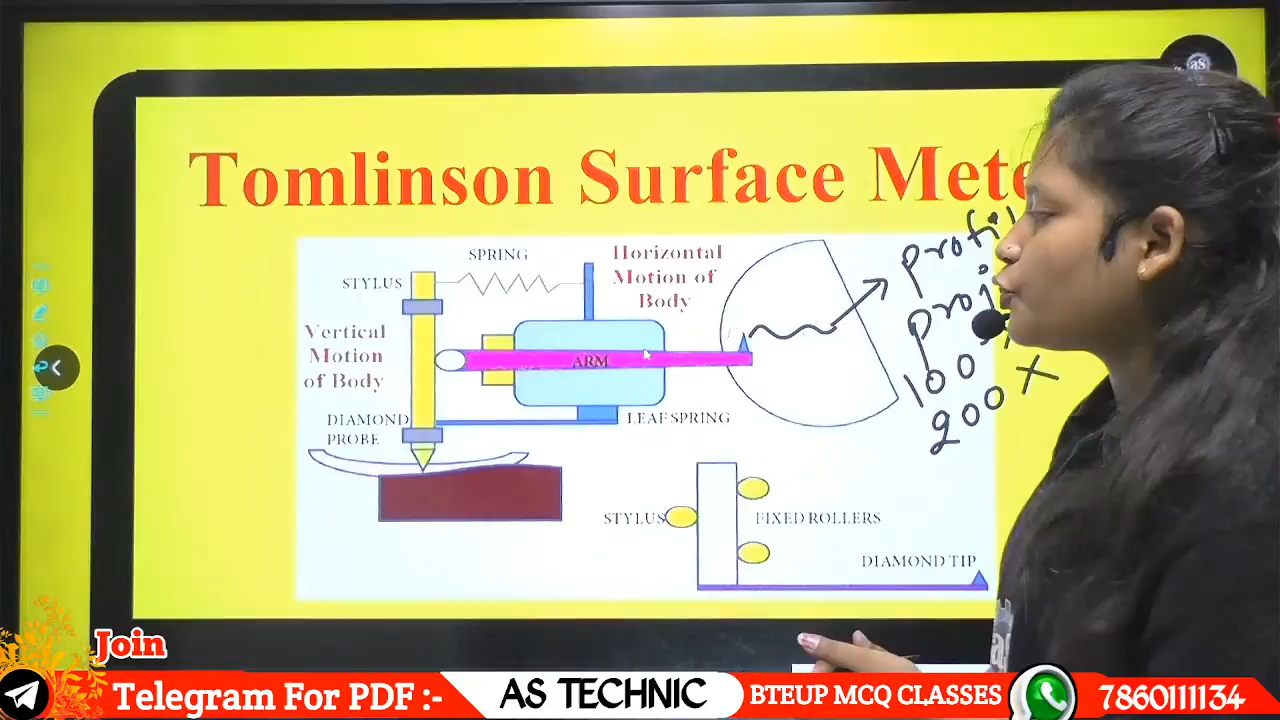 as
Tomlinson Surface Mete
SPRING
Horizontal
Motion of
Body
STYLUS
Vertical
Motion
of Body
ARM
DIAMOND
PROBE
LEAF SPRING
profi
proj
100
200 X
STYLUS
FIXED ROLLERS
DIAMOND TIP
Join
Telegram For PDF :-
AS TECHNIC
BTEUP MCQ CLASSES
7860111134